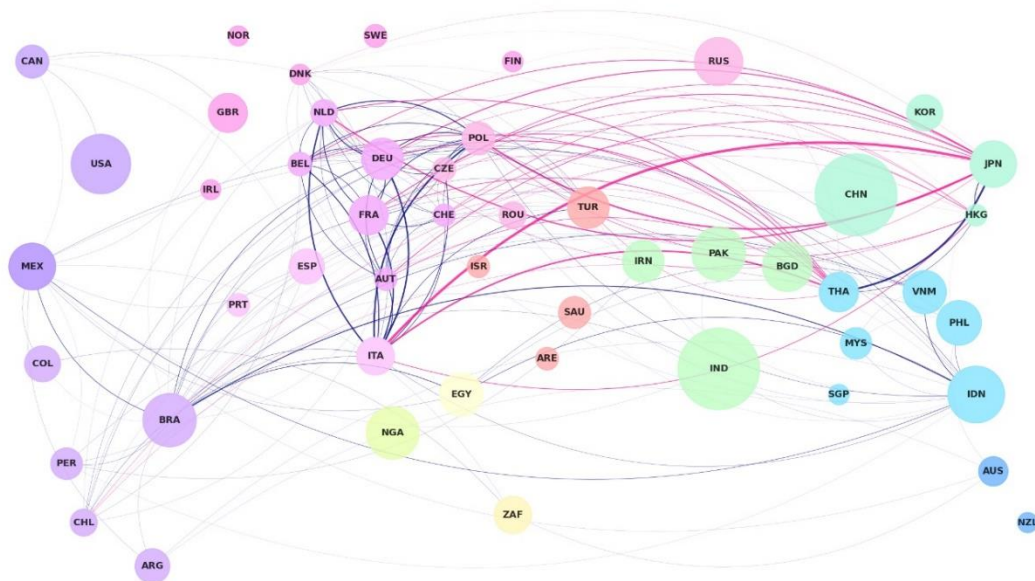 NOR
SWE
CAN
FIN
RUS
DNK
GBR
NLD
KOR
POL
USA
BEL
DEU
CZE
JPN
IRL
CHN
FRA
CHE
ROU
TUR
HKG
MEX
ESP
AUT
ISR
IRN
PAK
BGD
THA
VNM
PRT
SAU
PHL
COL
ITA
ARE
MYS
IND
BRA
EGY
SGP
IDN
NGA
PER
AUS
CHL
ZAF
NZL
ARG